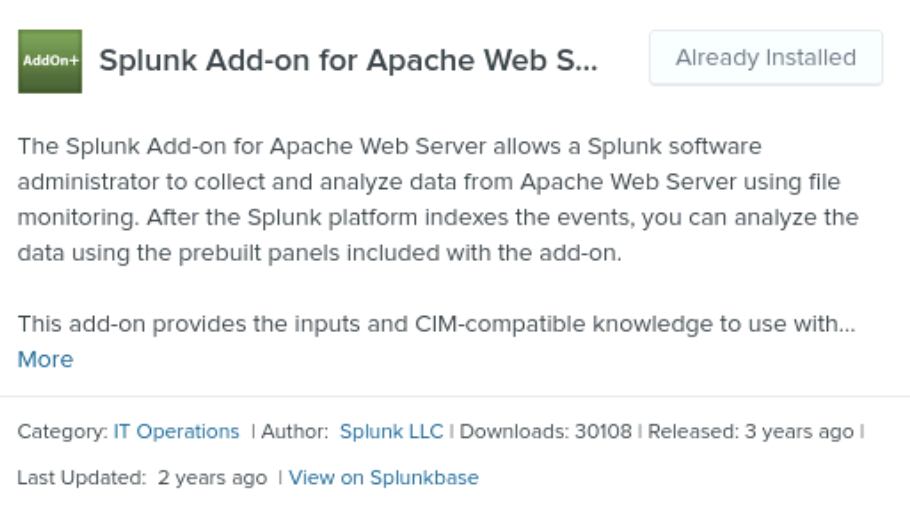 AddOn+
Splunk Add-on for Apache Web S...
Already Installed
The Splunk Add-on for Apache Web Server allows a Splunk software
administrator to collect and analyze data from Apache Web Server using file
monitoring. After the Splunk platform indexes the events, you can analyze the
data using the prebuilt panels included with the add-on.
This add-on provides the inputs and CIM-compatible knowledge to use with...
More
Category: IT Operations | Author: Splunk LLC | Downloads: 30108 | Released: 3 years ago |
Last Updated: 2 years ago | View on Splunkbase